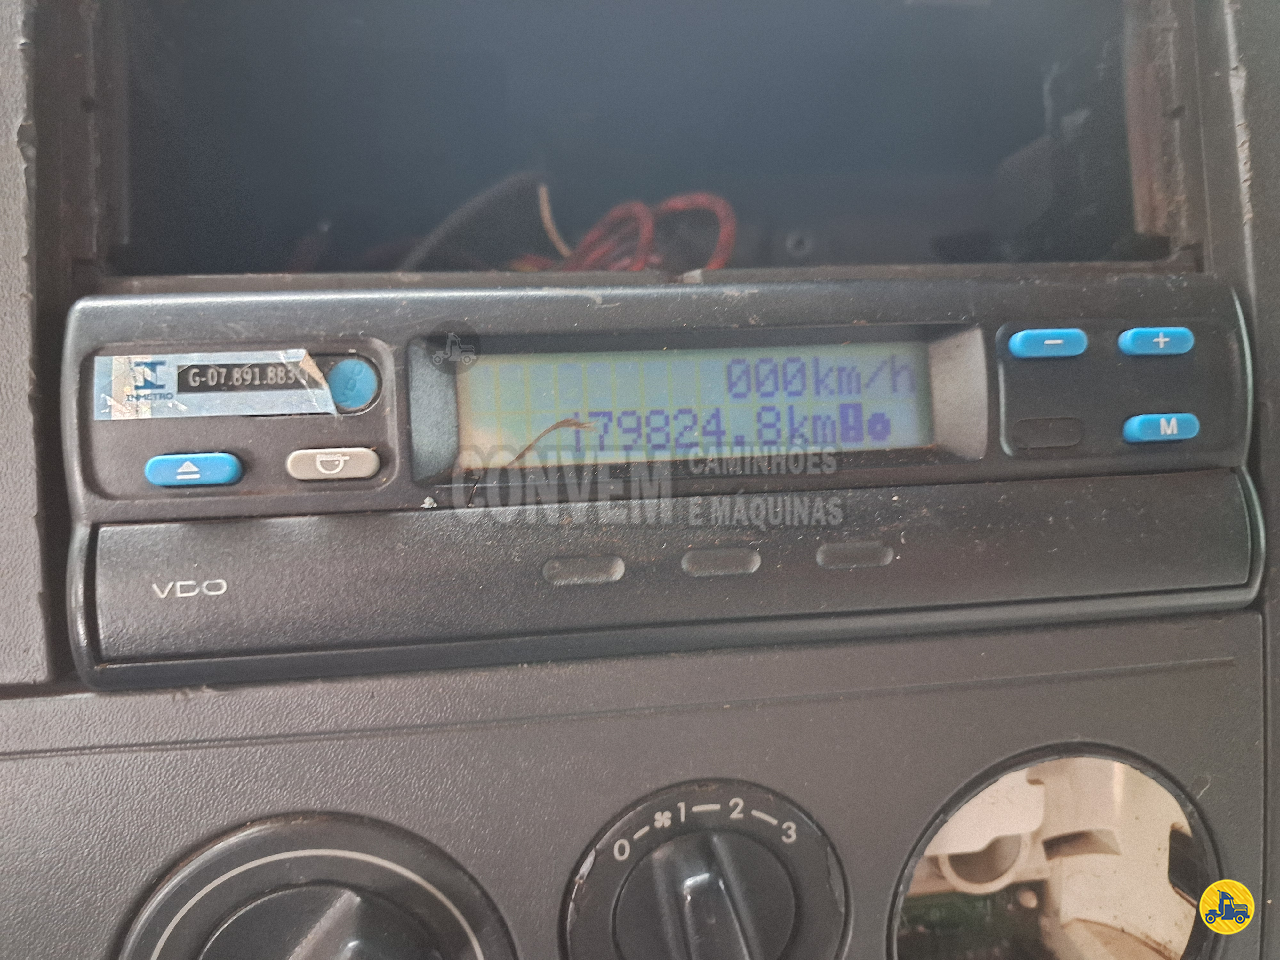 INMETRO
G-07.891.883
000km/h
179824.8km!
- +
M
CONVEM CAMINHÕES
E MÁQUINAS
VDO
0 1 2 3